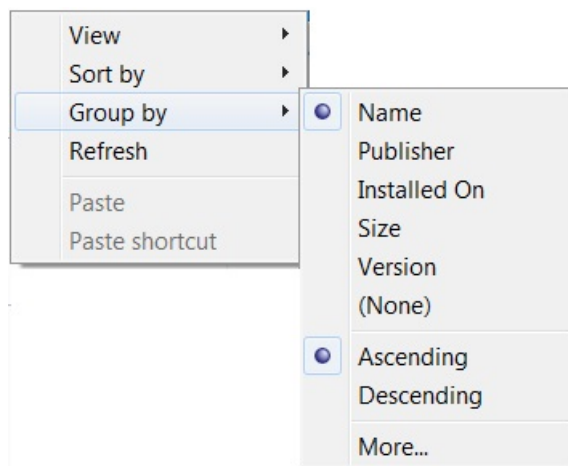 View
Sort by
Group by
Refresh
Paste
Paste shortcut
Name
Publisher
Installed On
Size
Version
(None)
Ascending
Descending
More...